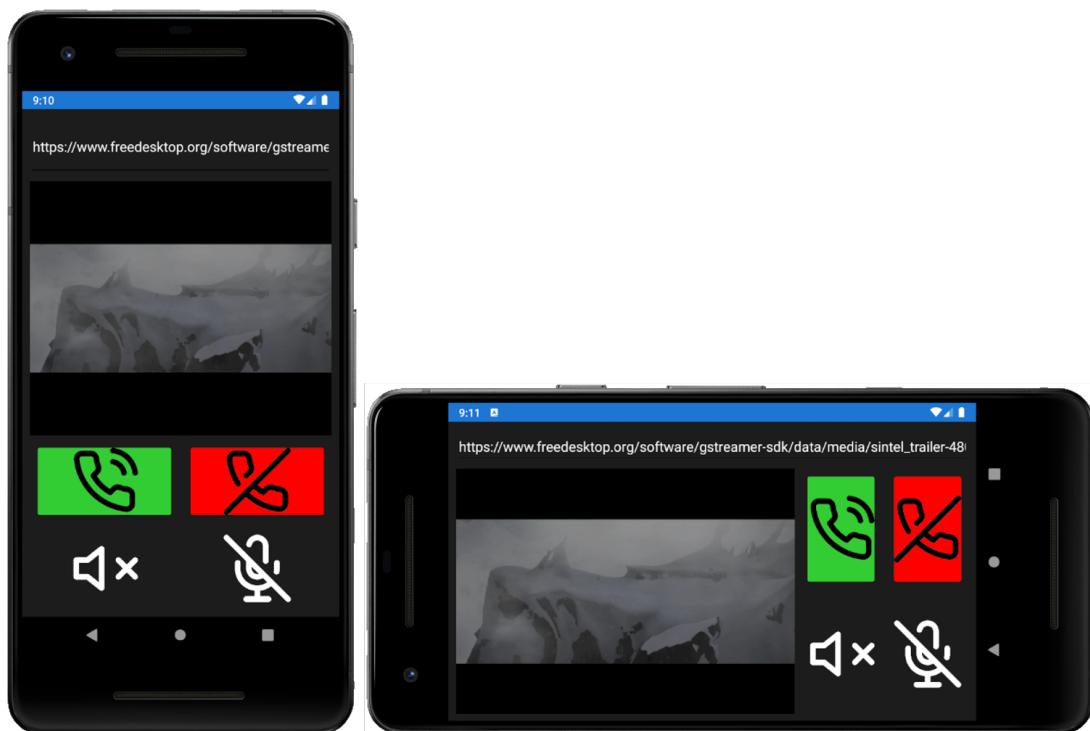 9:10
https://www.freedesktop.org/software/gstreame
9:11
https://www.freedesktop.org/software/gstreamer-sdk/data/media/sintel_trailer-480